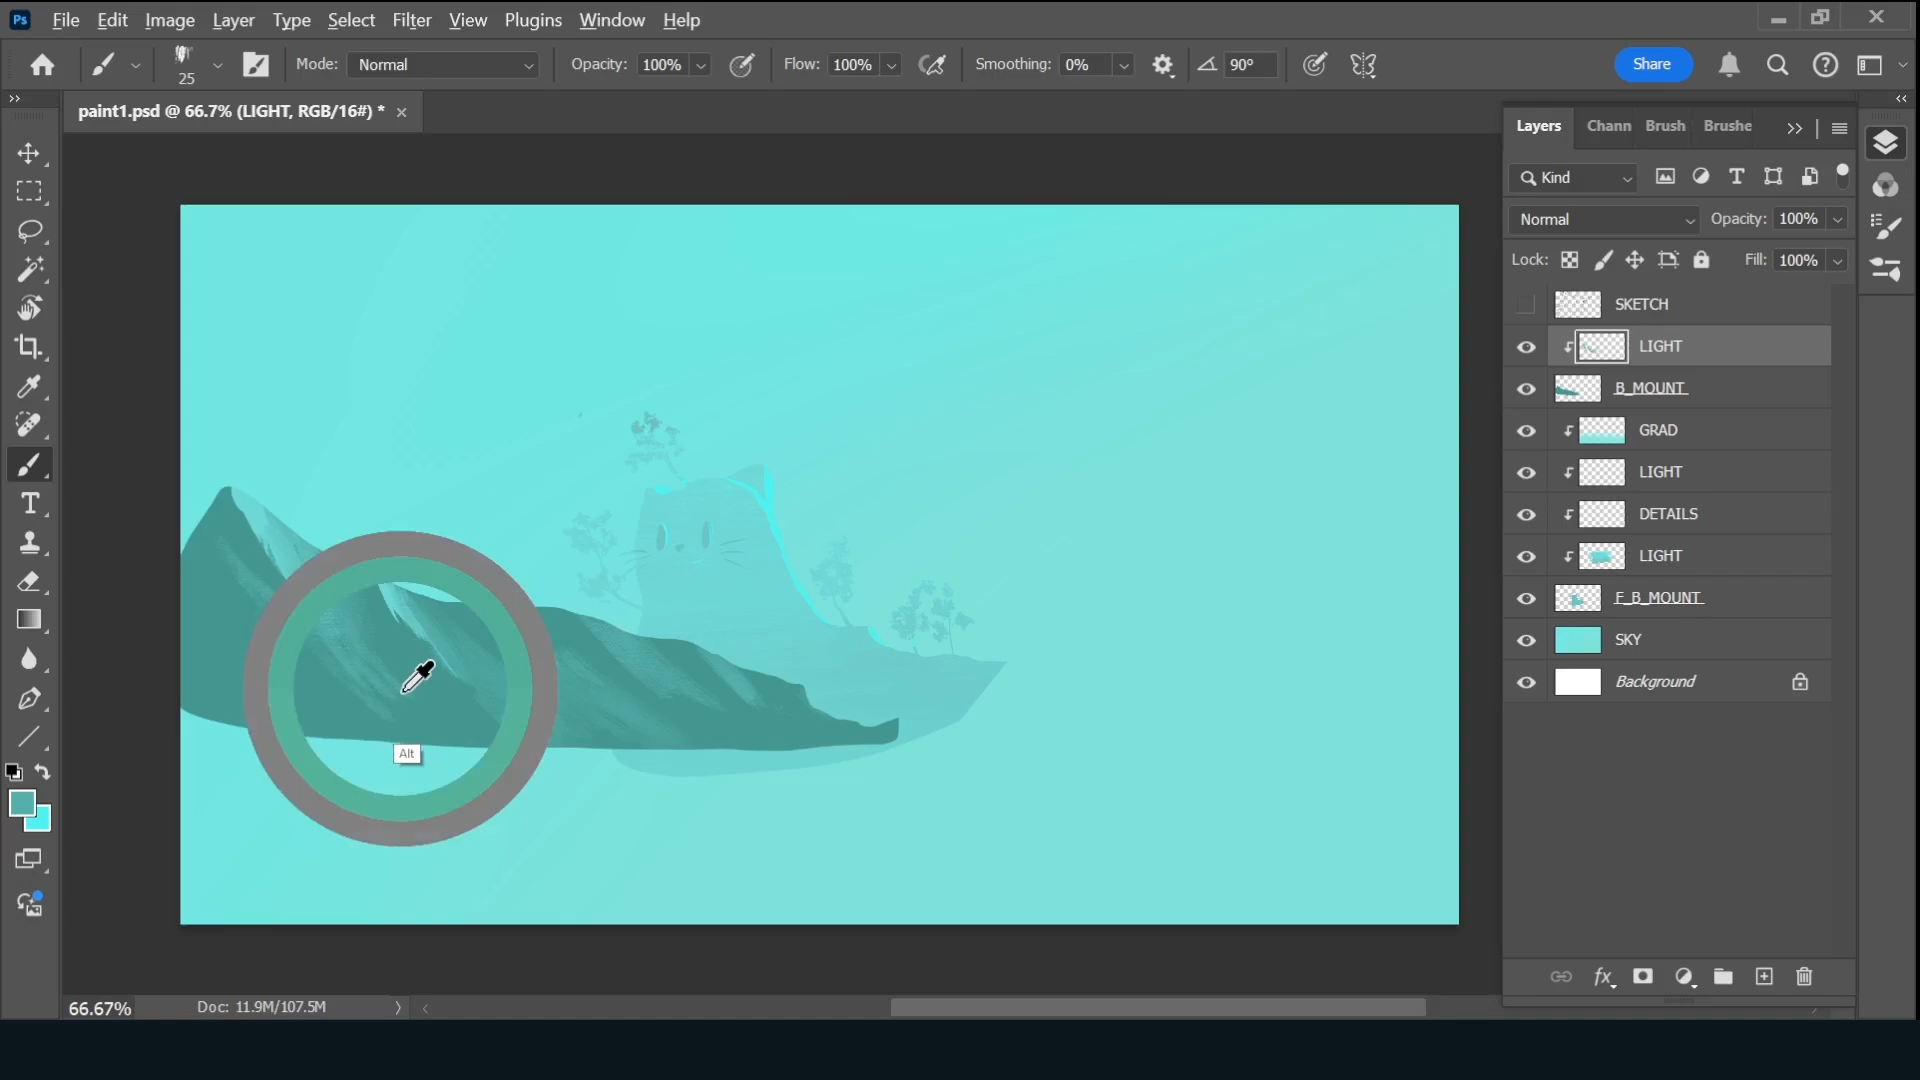 Ps File Edit Image Layer Type Select Filter View Plugins Window Help
25 Mode: Normal Opacity: 100% Flow: 100% Smoothing: 0% 90° Share
paint1.psd @ 66.7% (LIGHT, RGB/16#) *
Layers Chann Brush Brushe
Kind
Normal Opacity: 100%
Lock: Fill: 100%
SKETCH
LIGHT
B_MOUNT
GRAD
LIGHT
DETAILS
LIGHT
F_B_MOUNT
SKY
Background
Alt
fx
66.67% Doc: 11.9M/107.5M